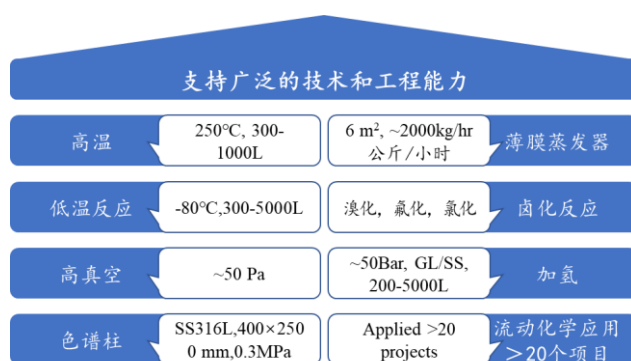 支持广泛的技术和工程能力
高温
250℃, 300-
1000L
6 m², ~2000kg/hr
公斤/小时
薄膜蒸发器
低温反应
-80℃,300-5000L
溴化，氟化，氯化
卤化反应
高真空
~50 Pa
~50Bar, GL/SS,
200-5000L
加氢
色谱柱
SS316L,400×250
0 mm,0.3MPa
Applied >20
projects
流动化学应用
＞20个项目